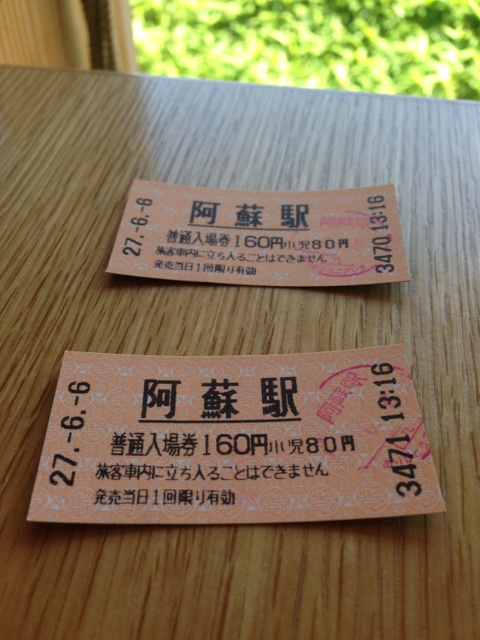 27.-6.-6
阿蘇駅
普通入場券160円小児80円
旅客車内に立ち入ることはできません
発売当日1回限り有効
3470 13:16
27.-6.-6
阿蘇駅
普通入場券160円小児80円
旅客車内に立ち入ることはできません
発売当日1回限り有効
3471 13:16
阿蘇駅